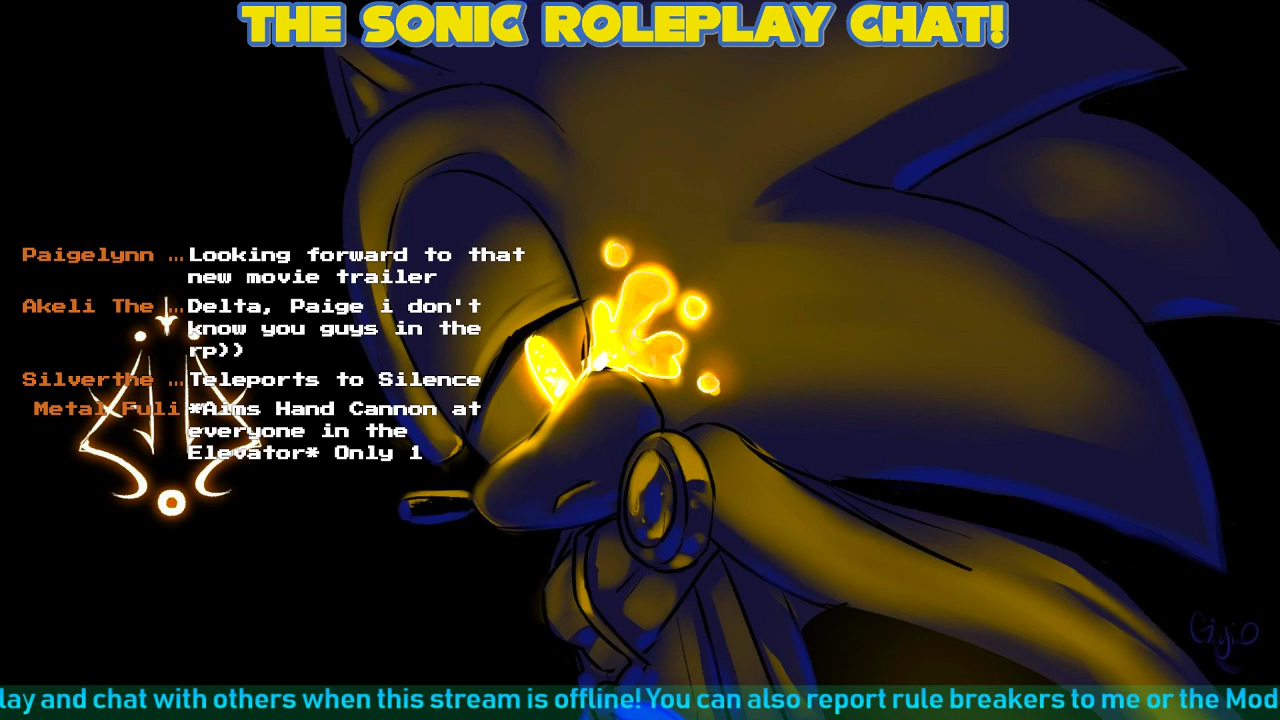 THE SONIC ROLEPLAY CHAT!
Paigelynn ... Looking forward to that
new movie trailer
Akeli The ... Delta, Paige i don't
know you guys in the
rp))
Silverthe ... Teleports to Silence
Metal Fuli *Aims Hand Cannon at
everyone in the
Elevator* Only 1
lay and chat with others when this stream is offline! You can also report rule breakers to me or the Mod